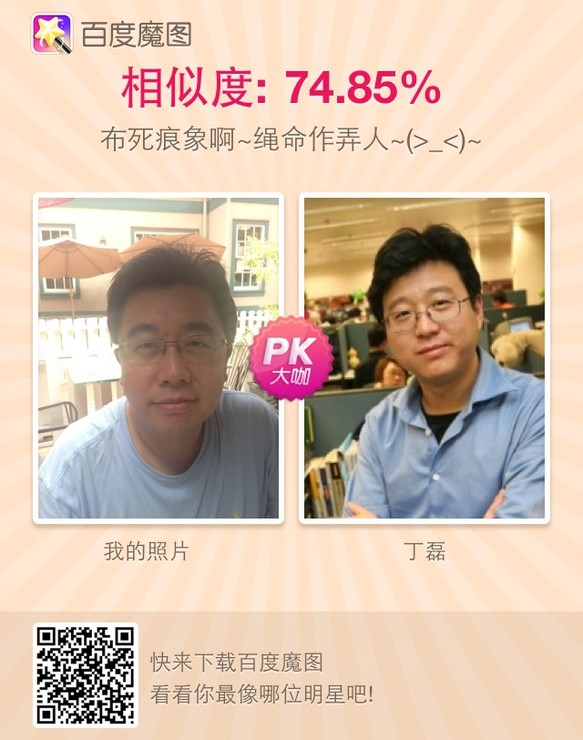 百度魔图
相似度: 74.85%
布死痕象啊~绳命作弄人~(>_<)~
PK
大咖
我的照片
丁磊
快来下载百度魔图
看看你最像哪位明星吧!